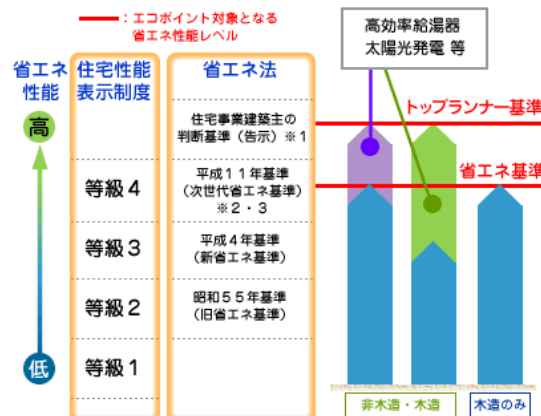 ：エコポイント対象となる
省エネ性能レベル
高効率給湯器
太陽光発電 等
省エネ
性能
住宅性能
表示制度
省エネ法
高
住宅事業建築主の
判断基準（告示）※１
トップランナー基準
等級４
平成１１年基準
（次世代省エネ基準）
※２・３
省エネ基準
等級３
平成４年基準
（新省エネ基準）
等級２
昭和５５年基準
（旧省エネ基準）
低
等級１
非木造・木造
木造のみ